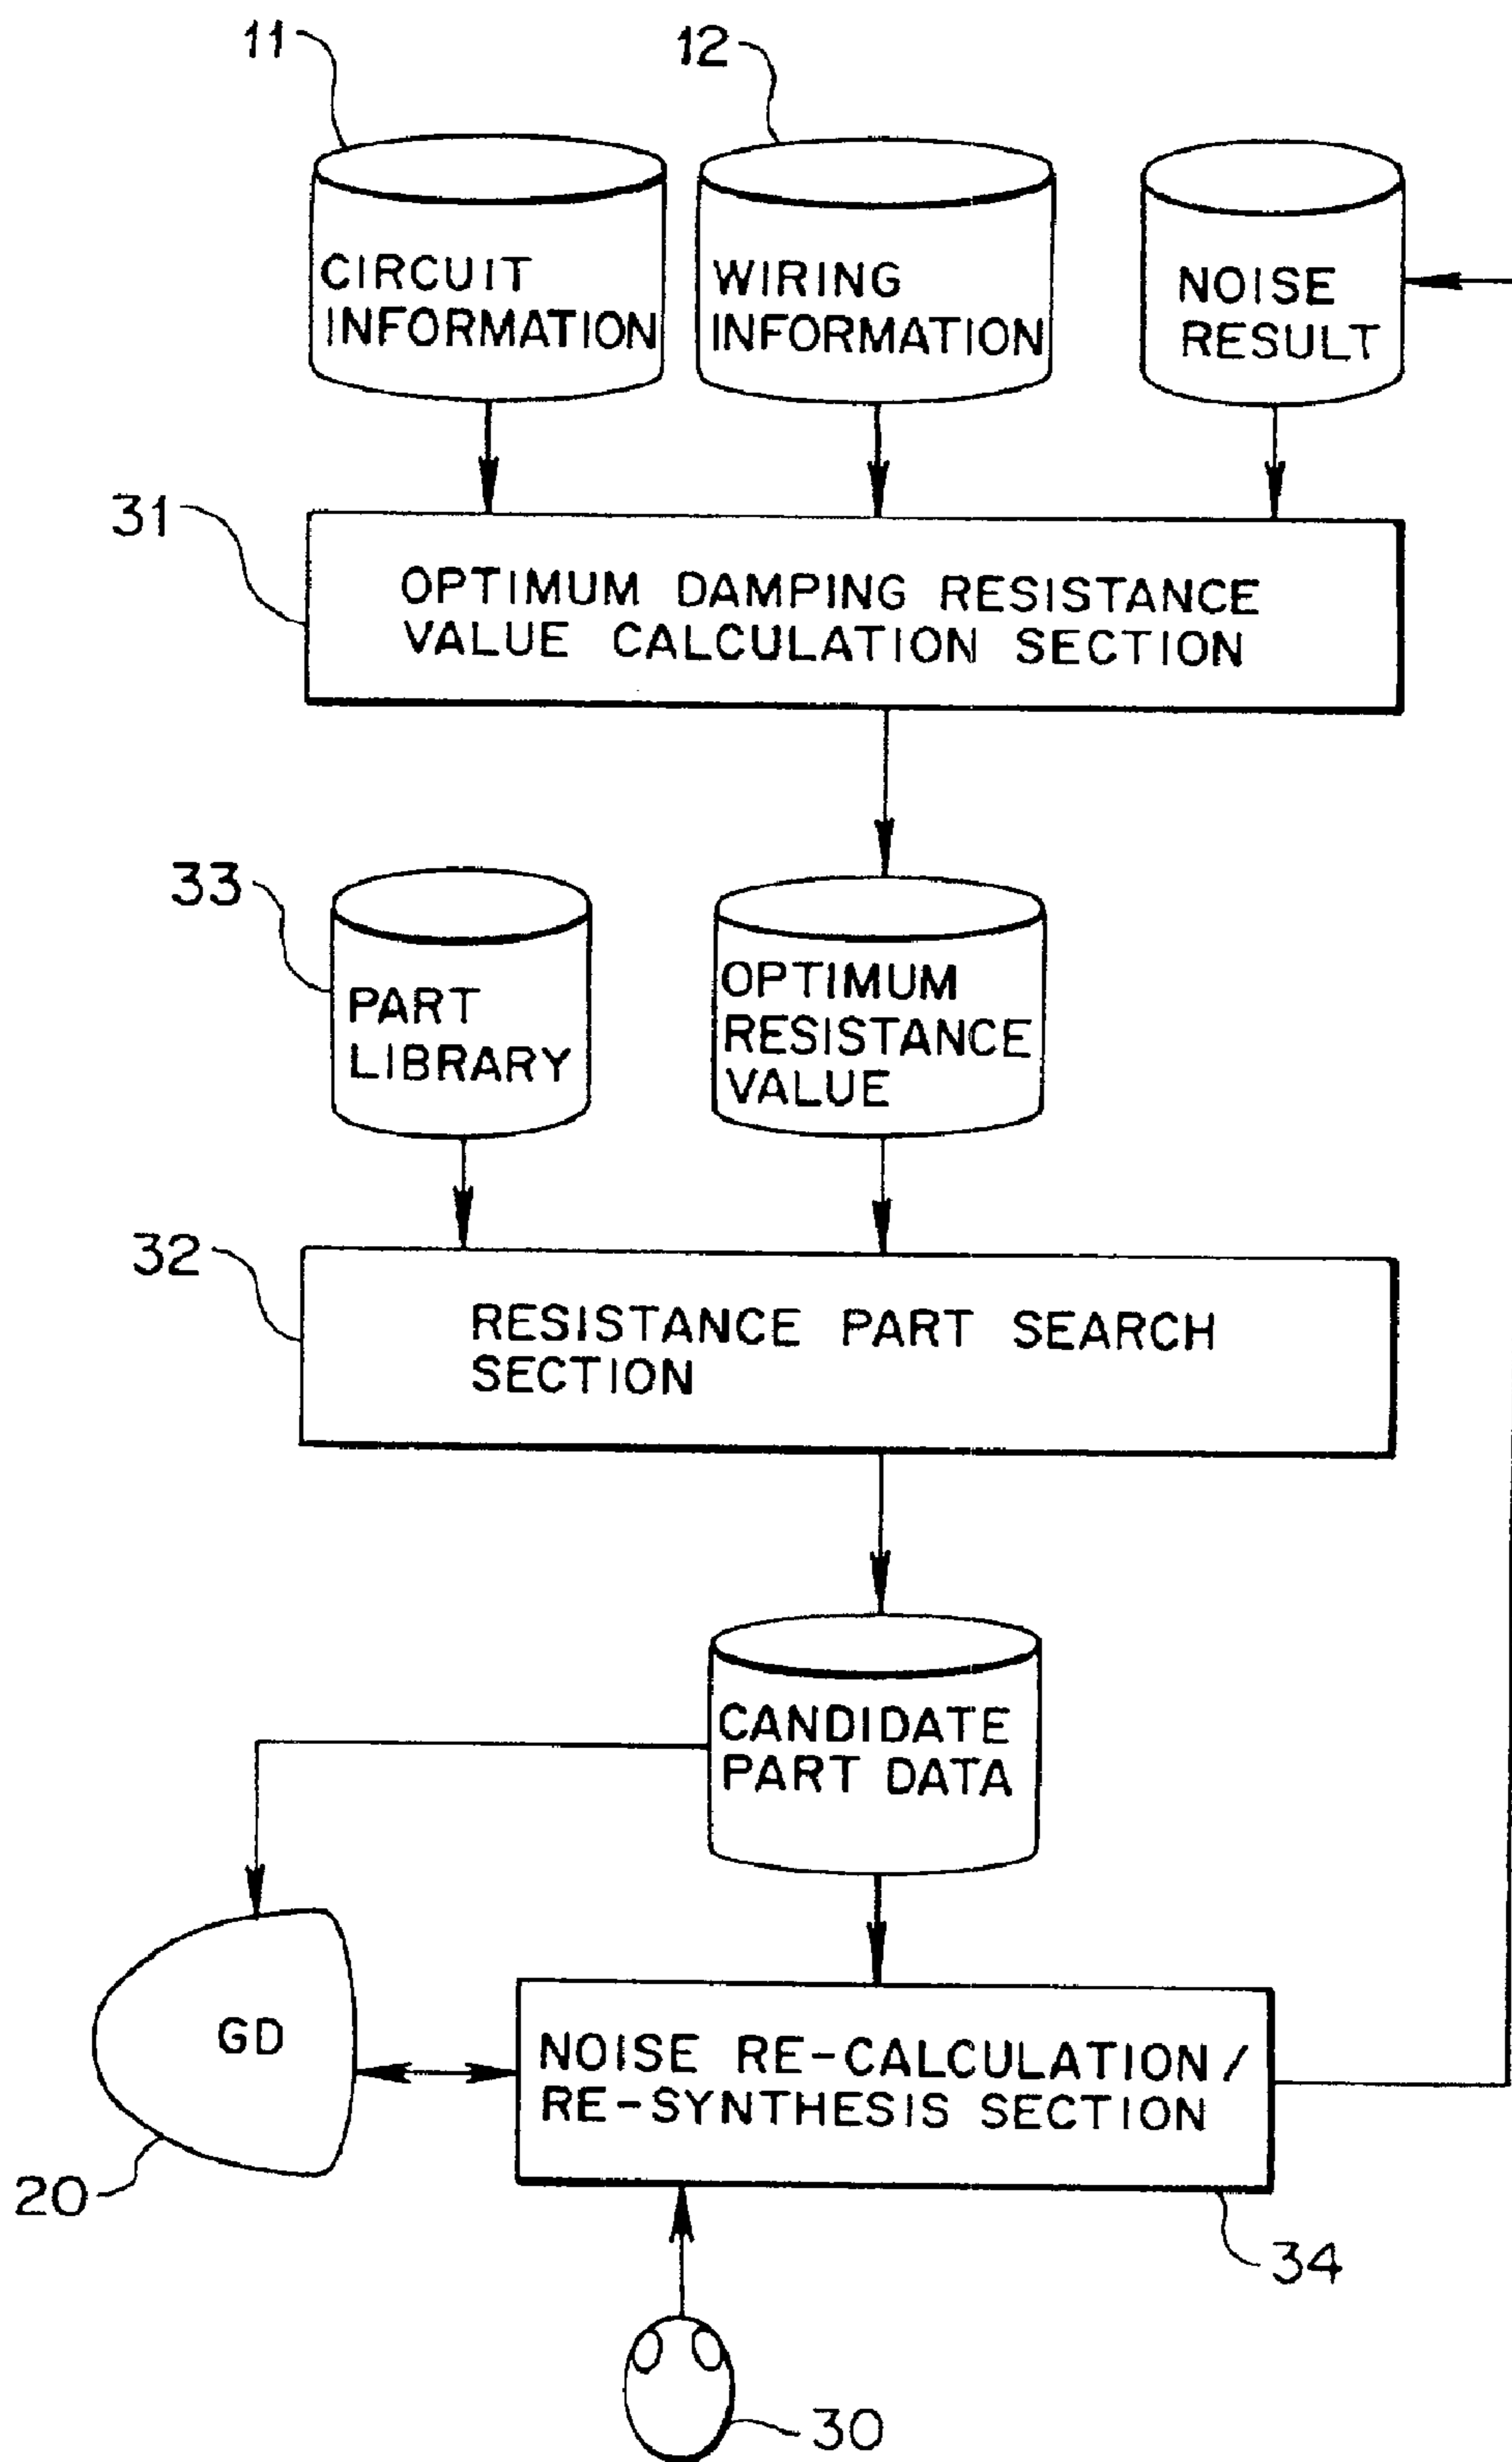 11
12
CIRCUIT
INFORMATION
WIRING
INFORMATION
NOISE
RESULT
31
OPTIMUM DAMPING RESISTANCE
VALUE CALCULATION SECTION
33
PART
LIBRARY
OPTIMUM
RESISTANCE
VALUE
32
RESISTANCE PART SEARCH
SECTION
CANDIDATE
PART DATA
GD
NOISE RE-CALCULATION/
RE-SYNTHESIS SECTION
20
34
30